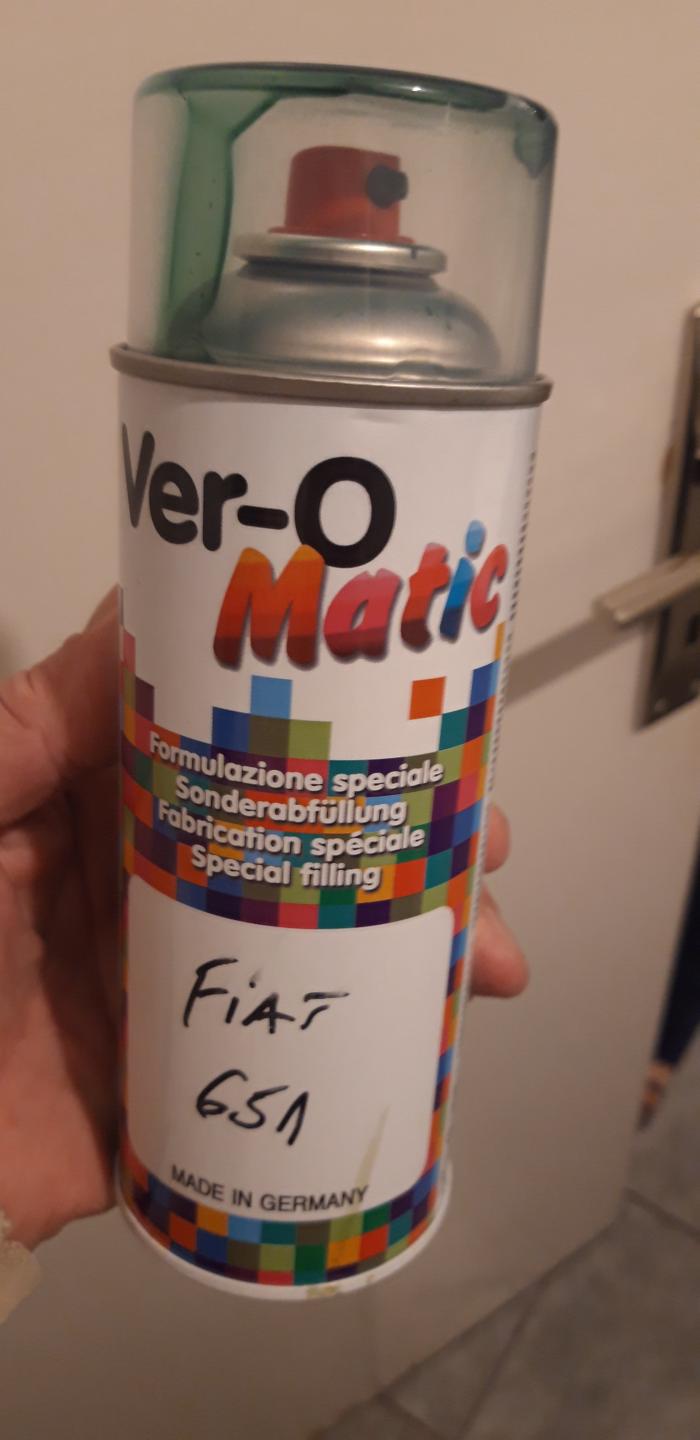 Ver-O
Matic
Formulazione speciale
Sonderabfüllung
Fabrication spéciale
Special filling
FiAT
651
MADE IN GERMANY